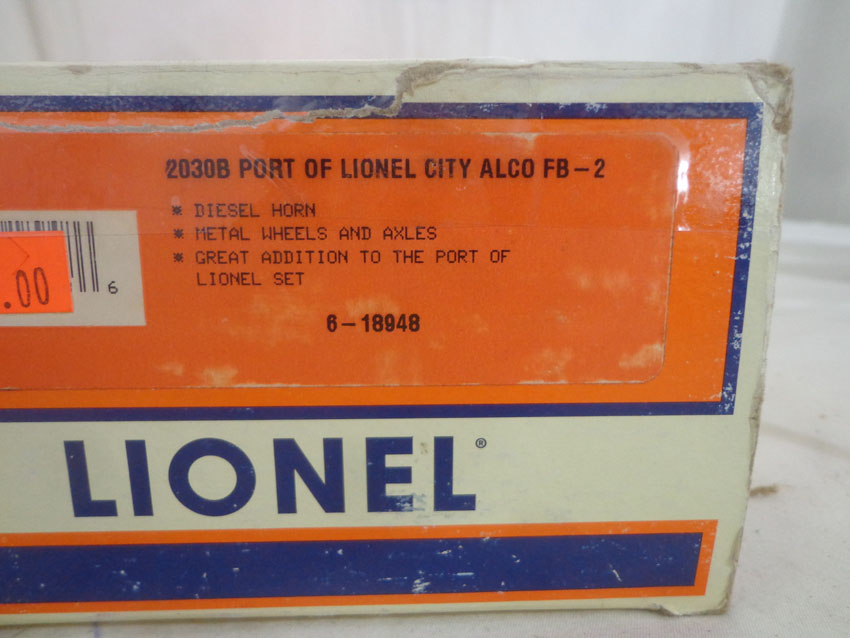 2030B PORT OF LIONEL CITY ALCO FB-2
* DIESEL HORN
* METAL WHEELS AND AXLES
* GREAT ADDITION TO THE PORT OF
LIONEL SET
.00
6
6-18948
LIONEL®